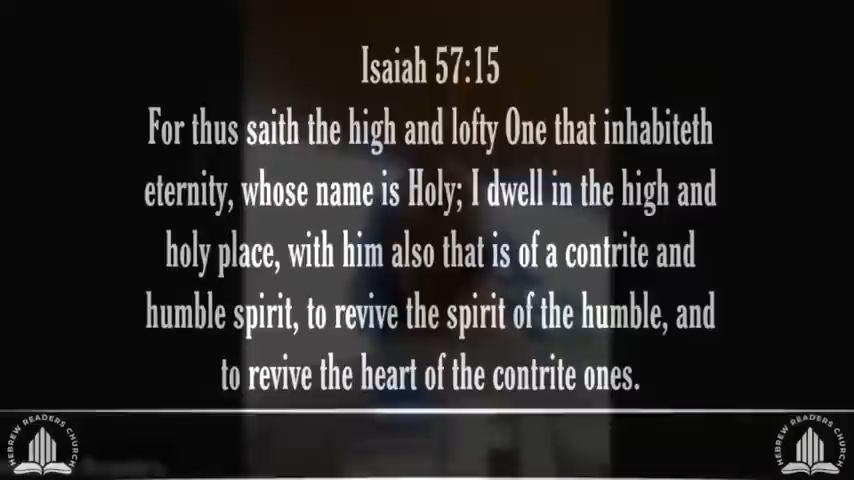 Isaiah 57:15
For thus saith the high and lofty One that inhabiteth
eternity, whose name is Holy; I dwell in the high and
holy place, with him also that is of a contrite and
humble spirit, to revive the spirit of the humble, and
to revive the heart of the contrite ones.
HEBREW READERS CHURCH
HEBREW READERS CHURCH